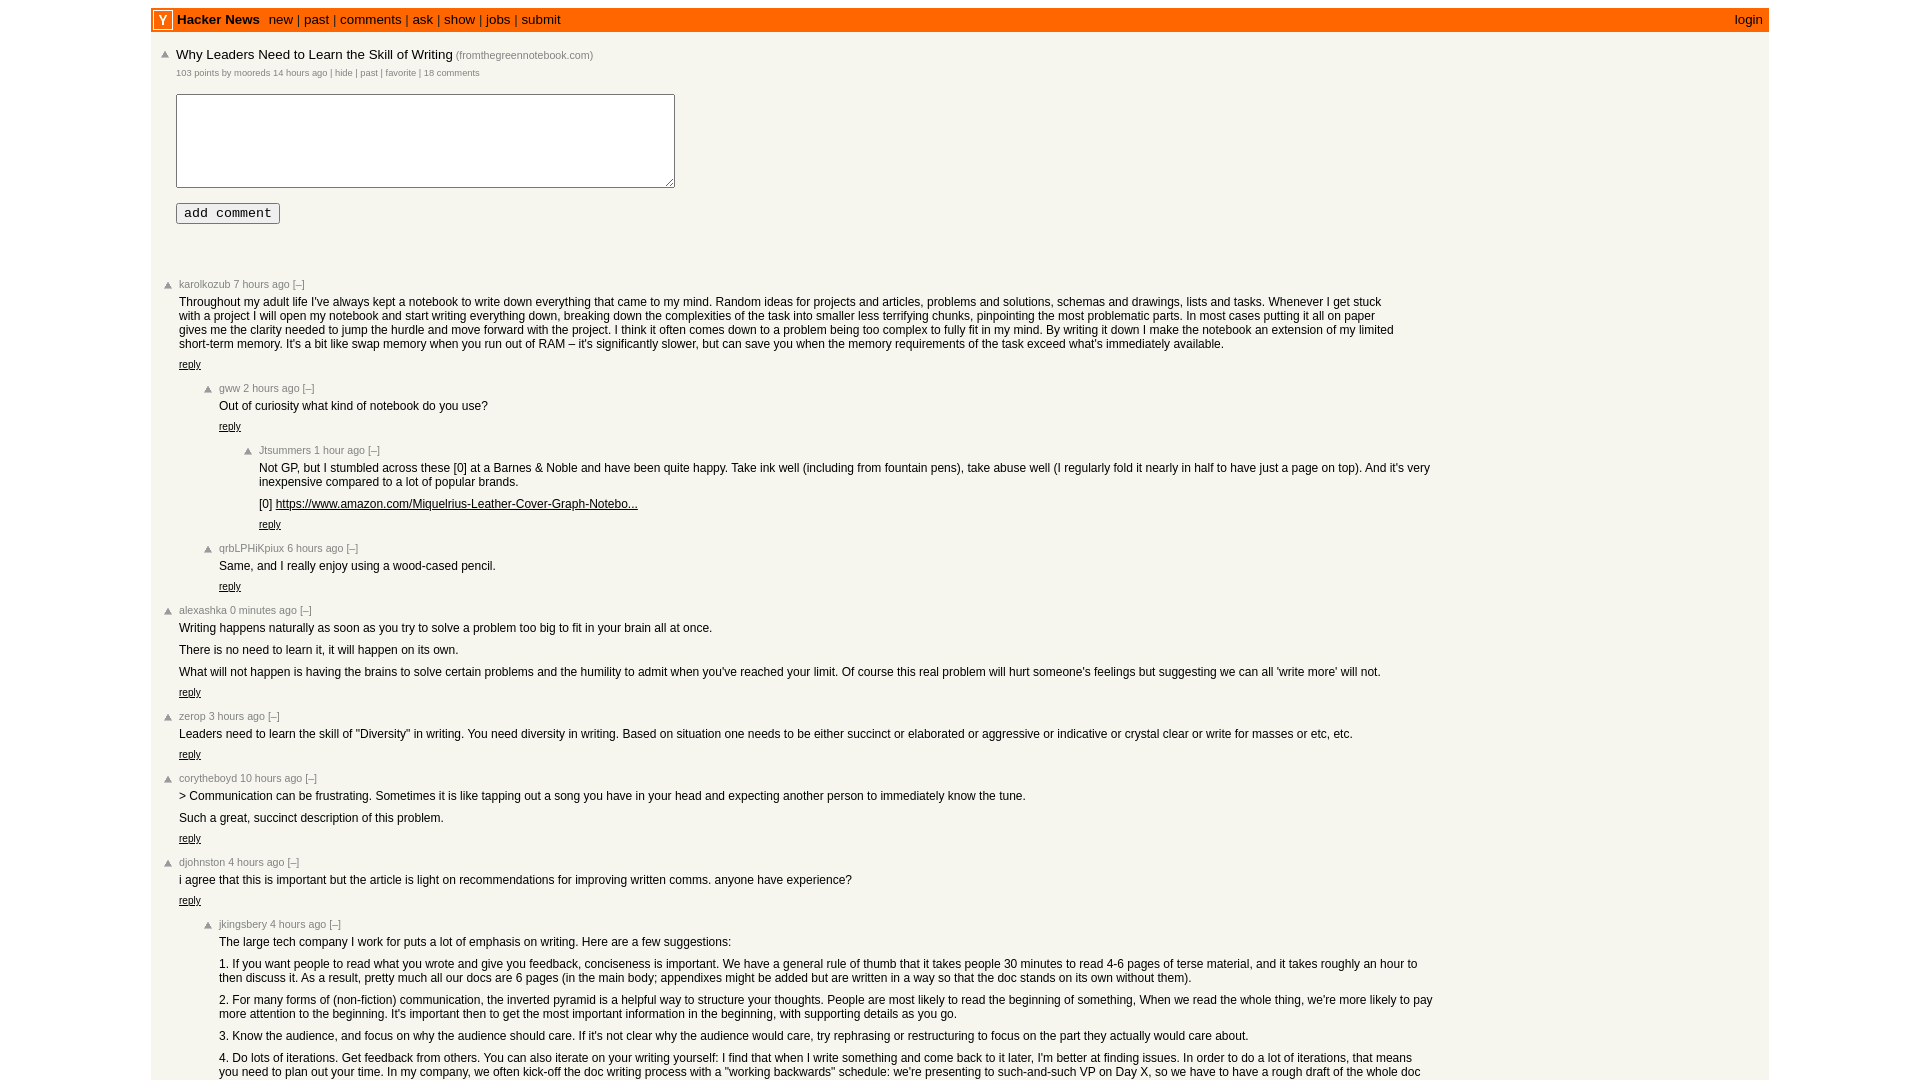 Y Hacker News new | past | comments | ask | show | jobs | submit login
Why Leaders Need to Learn the Skill of Writing (fromthegreennotebook.com)
103 points by mooreds 14 hours ago | hide | past | favorite | 18 comments
add comment
karolkozub 7 hours ago [–]
Throughout my adult life I've always kept a notebook to write down everything that came to my mind. Random ideas for projects and articles, problems and solutions, schemas and drawings, lists and tasks. Whenever I get stuck
with a project I will open my notebook and start writing everything down, breaking down the complexities of the task into smaller less terrifying chunks, pinpointing the most problematic parts. In most cases putting it all on paper
gives me the clarity needed to jump the hurdle and move forward with the project. I think it often comes down to a problem being too complex to fully fit in my mind. By writing it down I make the notebook an extension of my limited
short-term memory. It's a bit like swap memory when you run out of RAM – it's significantly slower, but can save you when the memory requirements of the task exceed what's immediately available.
reply
gww 2 hours ago [–]
Out of curiosity what kind of notebook do you use?
reply
Jtsummers 1 hour ago [–]
Not GP, but I stumbled across these [0] at a Barnes & Noble and have been quite happy. Take ink well (including from fountain pens), take abuse well (I regularly fold it nearly in half to have just a page on top). And it's very
inexpensive compared to a lot of popular brands.
[0] https://www.amazon.com/Miquelrius-Leather-Cover-Graph-Notebo...
reply
qrbLPHiKpiux 6 hours ago [–]
Same, and I really enjoy using a wood-cased pencil.
reply
alexashka 0 minutes ago [–]
Writing happens naturally as soon as you try to solve a problem too big to fit in your brain all at once.
There is no need to learn it, it will happen on its own.
What will not happen is having the brains to solve certain problems and the humility to admit when you've reached your limit. Of course this real problem will hurt someone's feelings but suggesting we can all 'write more' will not.
reply
zerop 3 hours ago [–]
Leaders need to learn the skill of "Diversity" in writing. You need diversity in writing. Based on situation one needs to be either succinct or elaborated or aggressive or indicative or crystal clear or write for masses or etc, etc.
reply
corytheboyd 10 hours ago [–]
> Communication can be frustrating. Sometimes it is like tapping out a song you have in your head and expecting another person to immediately know the tune.
Such a great, succinct description of this problem.
reply
djohnston 4 hours ago [–]
i agree that this is important but the article is light on recommendations for improving written comms. anyone have experience?
reply
jkingsbery 4 hours ago [–]
The large tech company I work for puts a lot of emphasis on writing. Here are a few suggestions:
1. If you want people to read what you wrote and give you feedback, conciseness is important. We have a general rule of thumb that it takes people 30 minutes to read 4-6 pages of terse material, and it takes roughly an hour to
then discuss it. As a result, pretty much all our docs are 6 pages (in the main body; appendixes might be added but are written in a way so that the doc stands on its own without them).
2. For many forms of (non-fiction) communication, the inverted pyramid is a helpful way to structure your thoughts. People are most likely to read the beginning of something, When we read the whole thing, we're more likely to pay
more attention to the beginning. It's important then to get the most important information in the beginning, with supporting details as you go.
3. Know the audience, and focus on why the audience should care. If it's not clear why the audience would care, try rephrasing or restructuring to focus on the part they actually would care about.
4. Do lots of iterations. Get feedback from others. You can also iterate on your writing yourself: I find that when I write something and come back to it later, I'm better at finding issues. In order to do a lot of iterations, that means
you need to plan out your time. In my company, we often kick-off the doc writing process with a "working backwards" schedule: we're presenting to such-and-such VP on Day X, so we have to have a rough draft of the whole doc